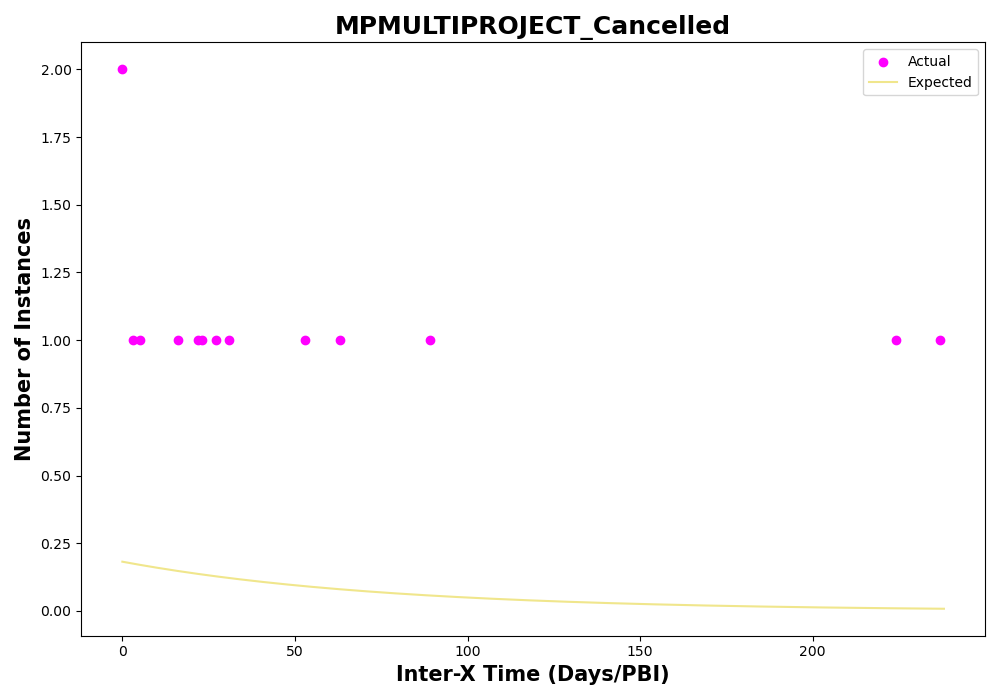 MPMULTIPROJECT_Cancelled
Actual
Expected
Number of Instances
2.00
1.75
1.50
1.25
1.00
0.75
0.50
0.25
0.00
0
50
100
150
200
Inter-X Time (Days/PBI)